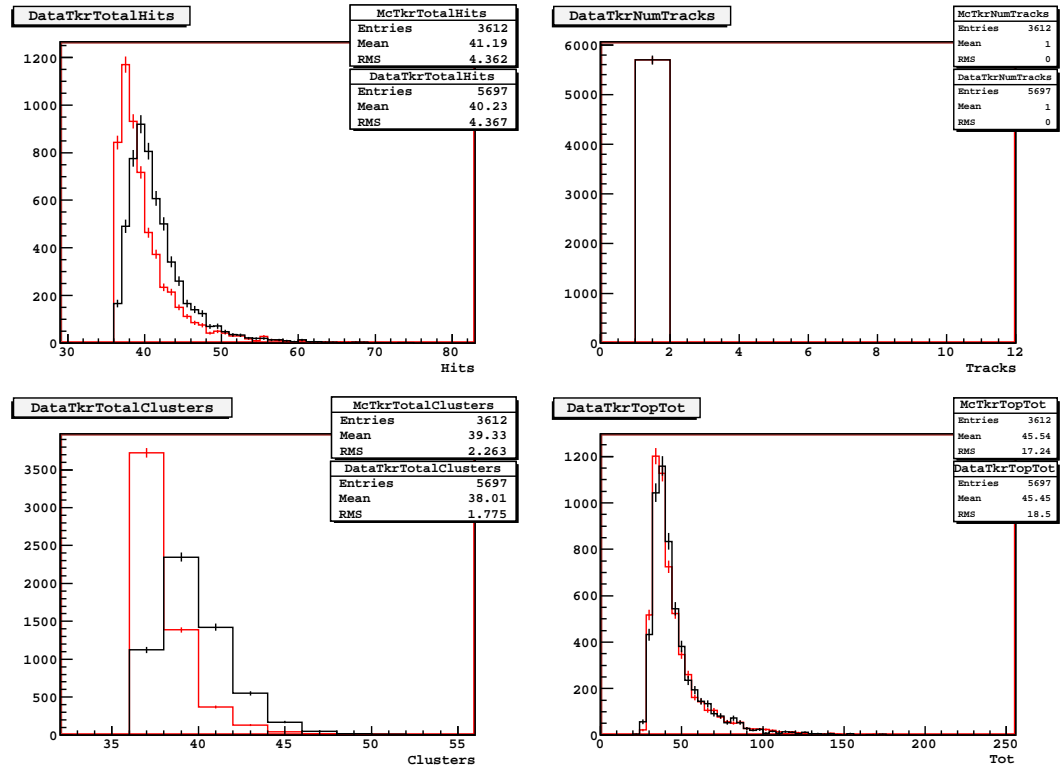 DataTkrTotalHits
McTkrTotalHits
Entries 3612
Mean 41.19
RMS 4.362
DataTkrTotalHits
Entries 5697
Mean 40.23
RMS 4.367
1200
1000
800
600
400
200
0
30 40 50 60 70 80
Hits
DataTkrNumTracks
McTkrNumTracks
Entries 3612
Mean 1
RMS 0
DataTkrNumTracks
Entries 5697
Mean 1
RMS 0
6000
5000
4000
3000
2000
1000
0
0 2 4 6 8 10 12
Tracks
DataTkrTotalClusters
McTkrTotalClusters
Entries 3612
Mean 39.33
RMS 2.263
DataTkrTotalClusters
Entries 5697
Mean 38.01
RMS 1.775
3500
3000
2500
2000
1500
1000
500
0
35 40 45 50 55
Clusters
DataTkrTopTot
McTkrTopTot
Entries 3612
Mean 45.54
RMS 17.24
DataTkrTopTot
Entries 5697
Mean 45.45
RMS 18.5
1200
1000
800
600
400
200
0
0 50 100 150 200 250
Tot